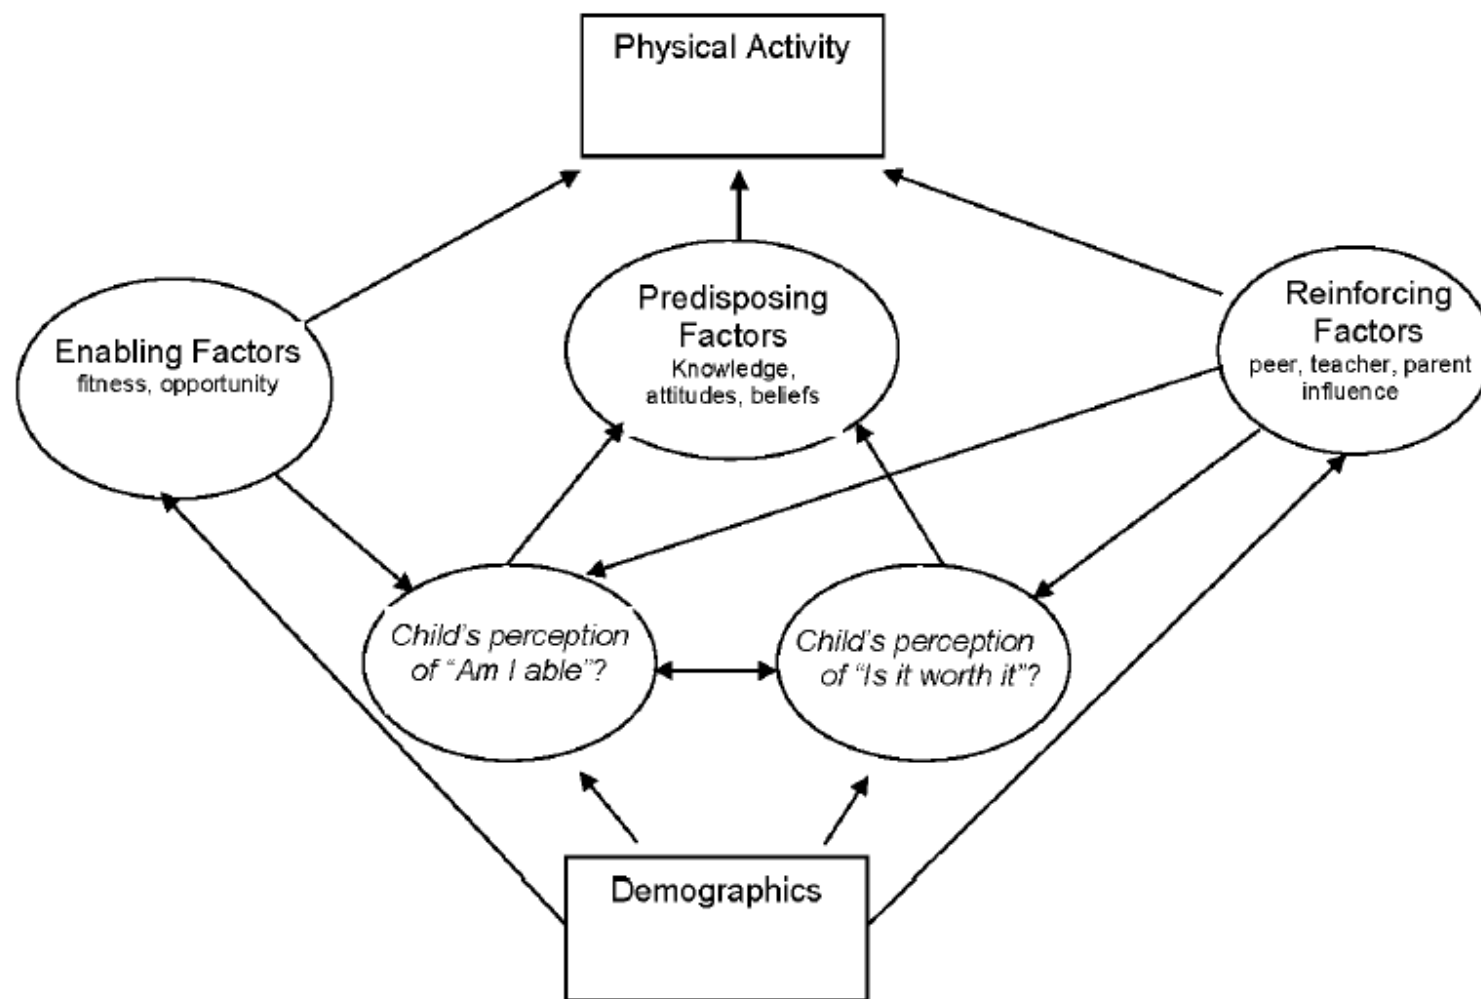 Physical Activity
Predisposing
Factors
Knowledge,
attitudes, beliefs
Enabling Factors
fitness, opportunity
Reinforcing
Factors
peer, teacher, parent
influence
Child's perception
of “Am I able”?
Child's perception
of “Is it worth it”?
Demographics